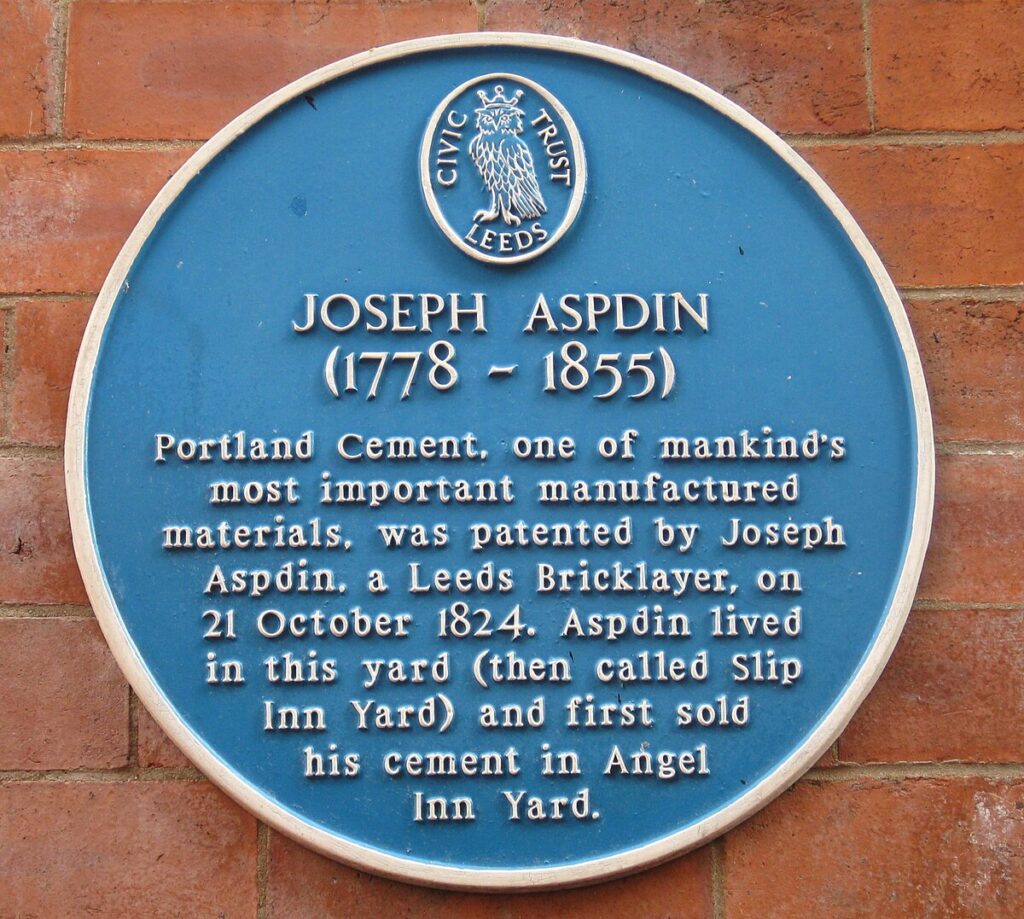 CIVIC TRUST
LEEDS
JOSEPH ASPDIN
(1778 - 1855)
Portland Cement, one of mankind's
most important manufactured
materials, was patented by Joseph
Aspdin, a Leeds Bricklayer, on
21 October 1824. Aspdin lived
in this yard (then called Slip
Inn Yard) and first sold
his cement in Angel
Inn Yard.